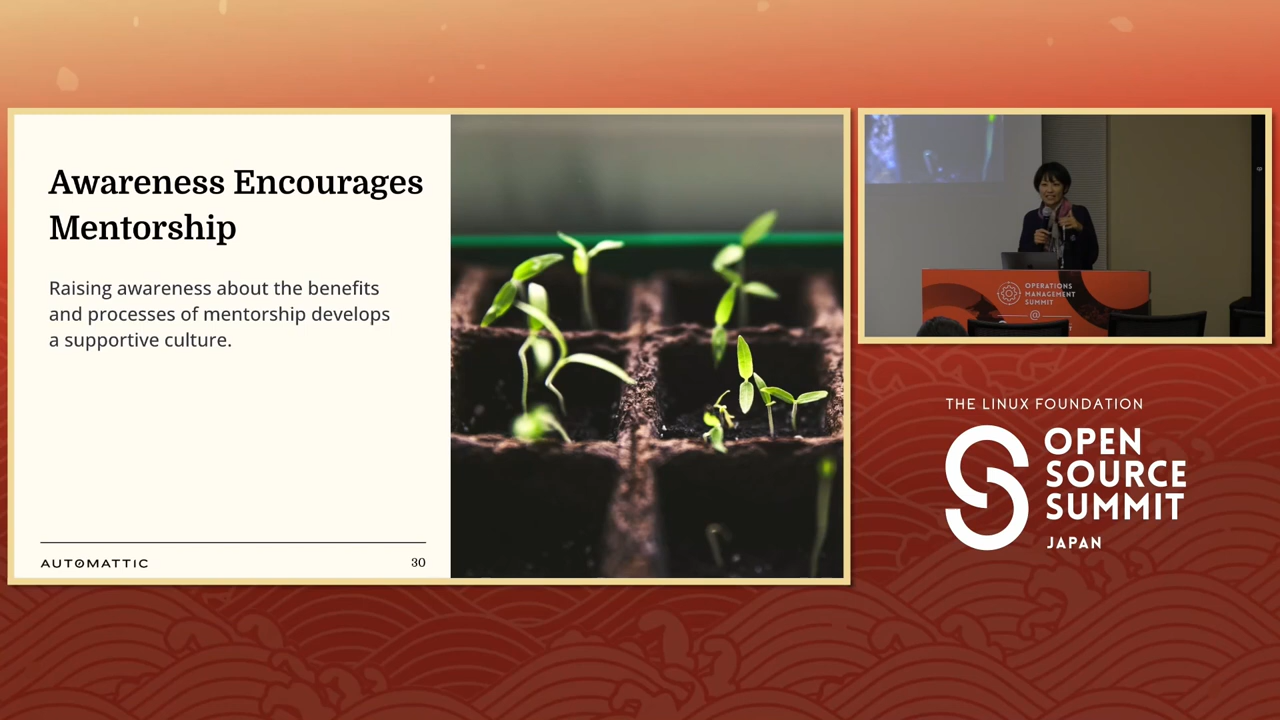 Awareness Encourages
Mentorship
Raising awareness about the benefits
and processes of mentorship develops
a supportive culture.
AUTOMATTIC
30
OPERATIONS
MANAGEMENT
SUMMIT
@
THE LINUX FOUNDATION
OPEN
SOURCE
SUMMIT
JAPAN